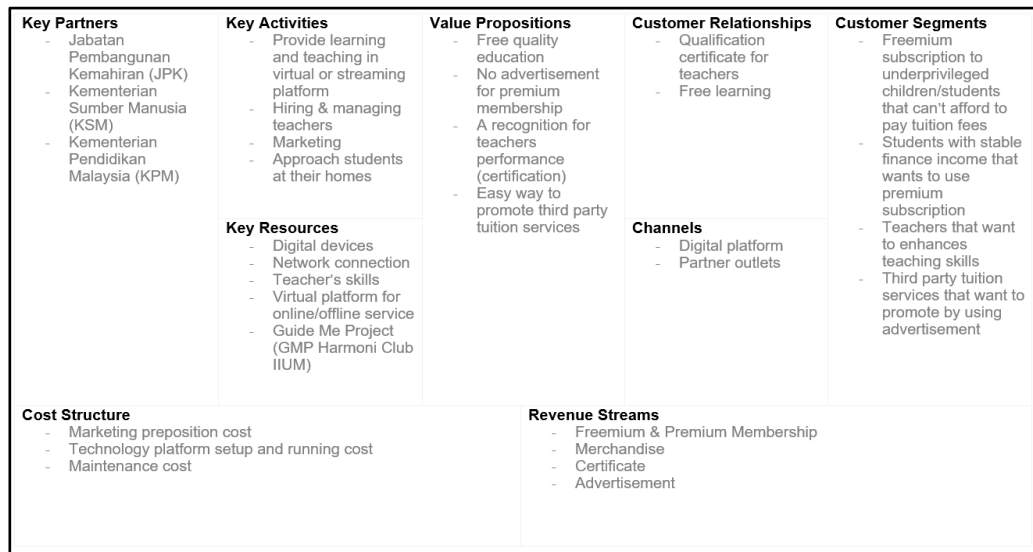 Key Partners
- Jabatan
Pembangunan
Kemahiran (JPK)
- Kementerian
Sumber Manusia
(KSM)
- Kementerian
Pendidikan
Malaysia (KPM)
Key Activities
- Provide learning
and teaching in
virtual or streaming
platform
- Hiring & managing
teachers
- Marketing
- Approach students
at their homes
Key Resources
- Digital devices
- Network connection
- Teacher's skills
- Virtual platform for
online/offline service
- Guide Me Project
(GMP Harmoni Club
IIUM)
Value Propositions
- Free quality
education
- No advertisement
for premium
membership
- A recognition for
teachers
performance
(certification)
- Easy way to
promote third party
tuition services
Customer Relationships
- Qualification
certificate for
teachers
- Free learning
Channels
- Digital platform
- Partner outlets
Customer Segments
- Freemium
subscription to
underprivileged
children/students
that can't afford to
pay tuition fees
- Students with stable
finance income that
wants to use
premium
subscription
- Teachers that want
to enhances
teaching skills
- Third party tuition
services that want to
promote by using
advertisement
Cost Structure
- Marketing preposition cost
- Technology platform setup and running cost
- Maintenance cost
Revenue Streams
- Freemium & Premium Membership
- Merchandise
- Certificate
- Advertisement